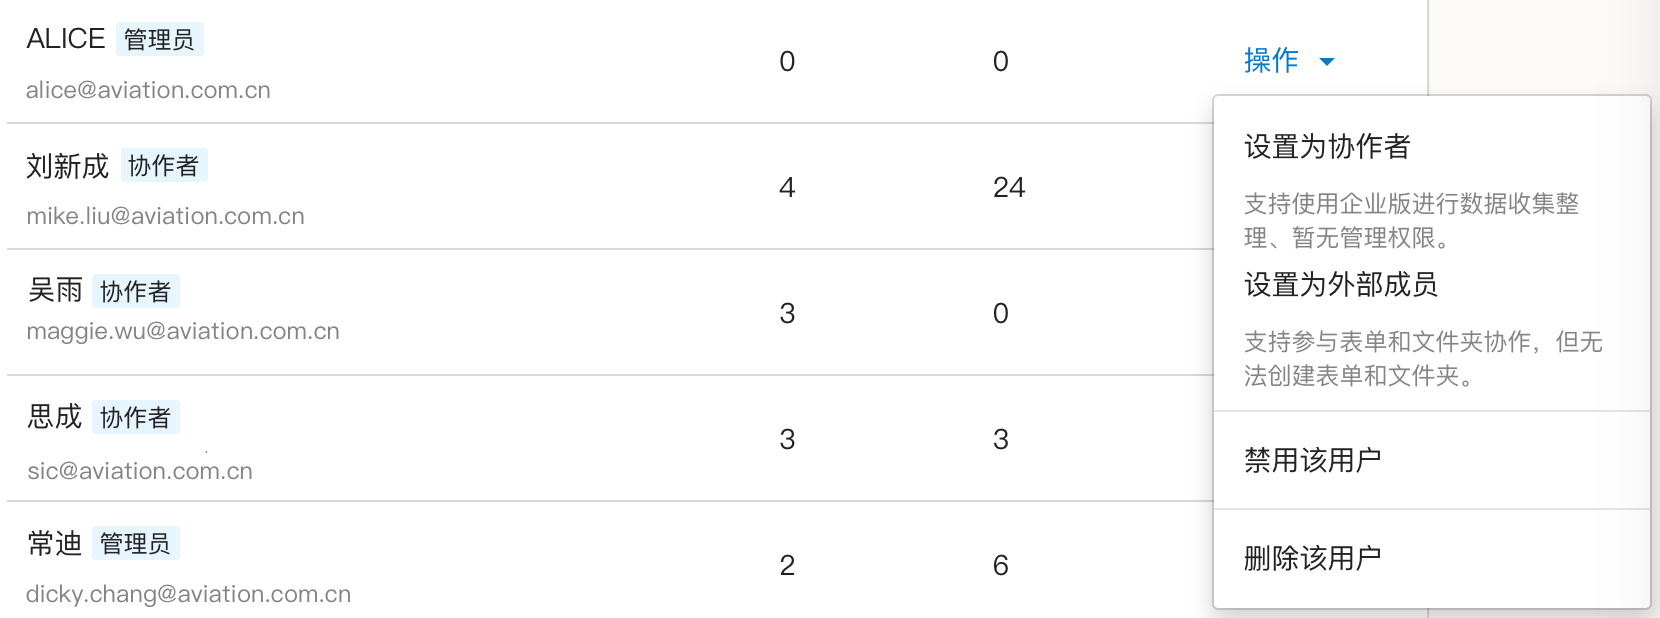 ALICE 管理员
alice@aviation.com.cn
0 0 操作
刘新成 协作者
mike.liu@aviation.com.cn
4 24
吴雨 协作者
maggie.wu@aviation.com.cn
3 0
思成 协作者
sic@aviation.com.cn
3 3
常迪 管理员
dicky.chang@aviation.com.cn
2 6
设置为协作者
支持使用企业版进行数据收集整
理、暂无管理权限。
设置为外部成员
支持参与表单和文件夹协作，但无
法创建表单和文件夹。
禁用该用户
删除该用户